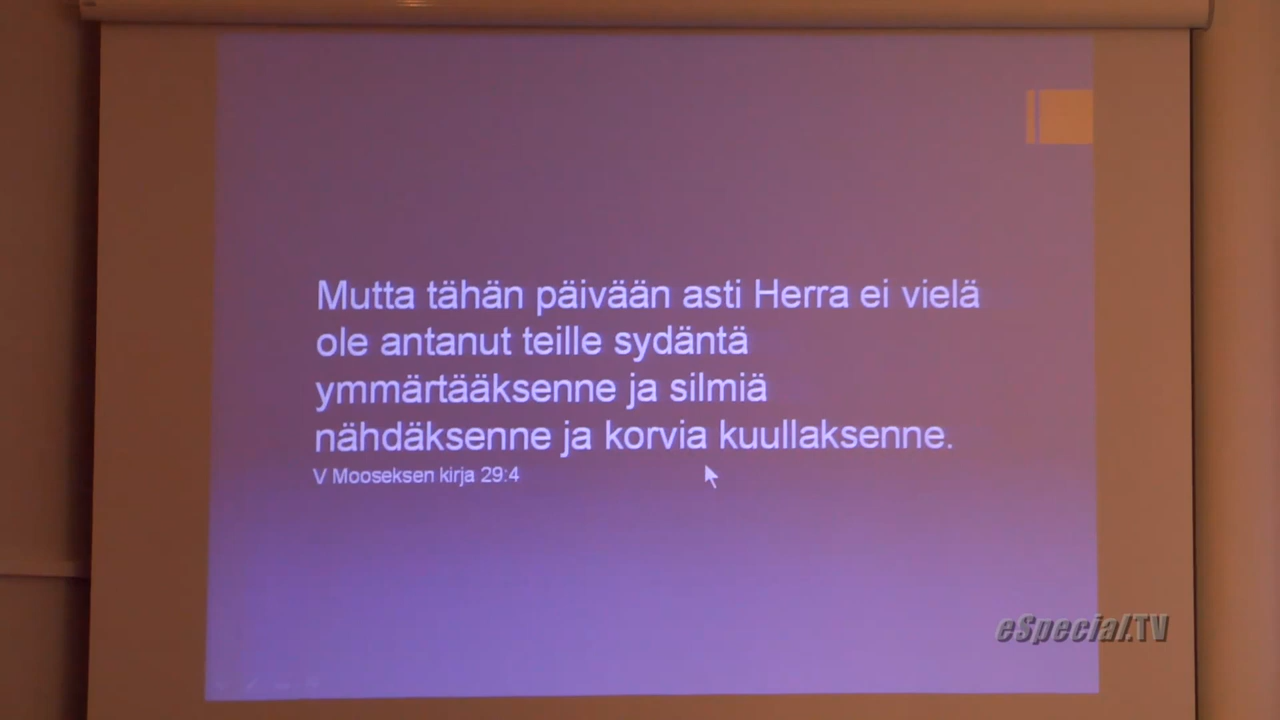 Mutta tähän päivään asti Herra ei vielä
ole antanut teille sydäntä
ymmärtääksenne ja silmiä
nähdäksenne ja korvia kuullaksenne.
V Mooseksen kirja 29:4
eSpecial.TV